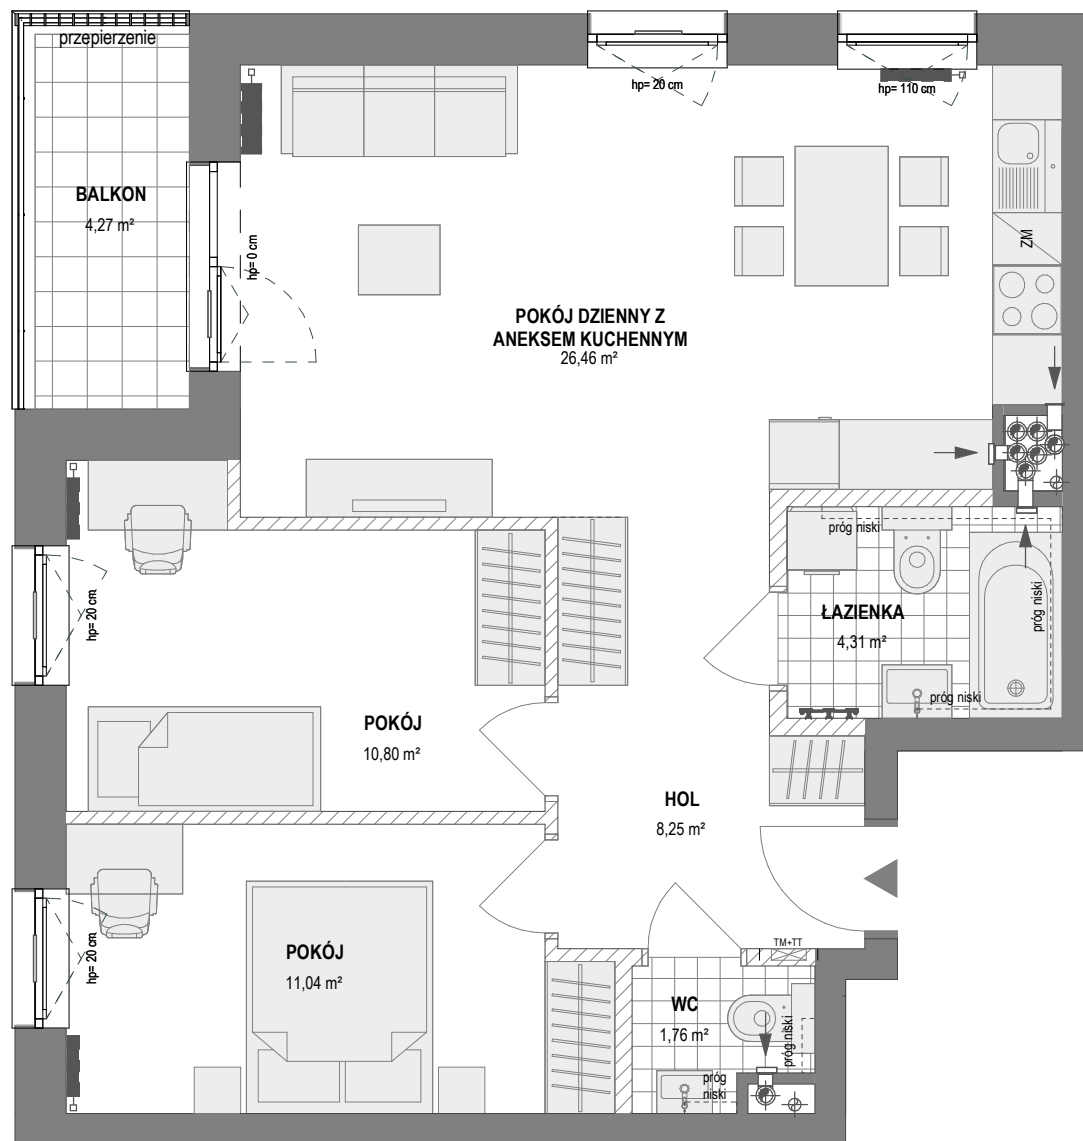 przepierzenie
BALKON
4,27 m²
hp= 0 cm
hp= 20 cm
hp= 110 cm
ZM
POKÓJ DZIENNY Z
ANEKSEM KUCHENNYM
26,46 m²
próg niski
ŁAZIENKA
4,31 m²
próg niski
próg niski
hp= 20 cm
POKÓJ
10,80 m²
HOL
8,25 m²
TM+TT
hp= 20 cm
POKÓJ
11,04 m²
WC
1,76 m²
próg niski
próg
niski